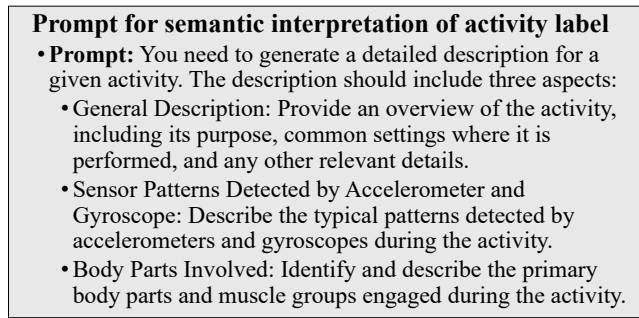 Prompt for semantic interpretation of activity label
• Prompt: You need to generate a detailed description for a
given activity. The description should include three aspects:
• General Description: Provide an overview of the activity,
including its purpose, common settings where it is
performed, and any other relevant details.
• Sensor Patterns Detected by Accelerometer and
Gyroscope: Describe the typical patterns detected by
accelerometers and gyroscopes during the activity.
• Body Parts Involved: Identify and describe the primary
body parts and muscle groups engaged during the activity.